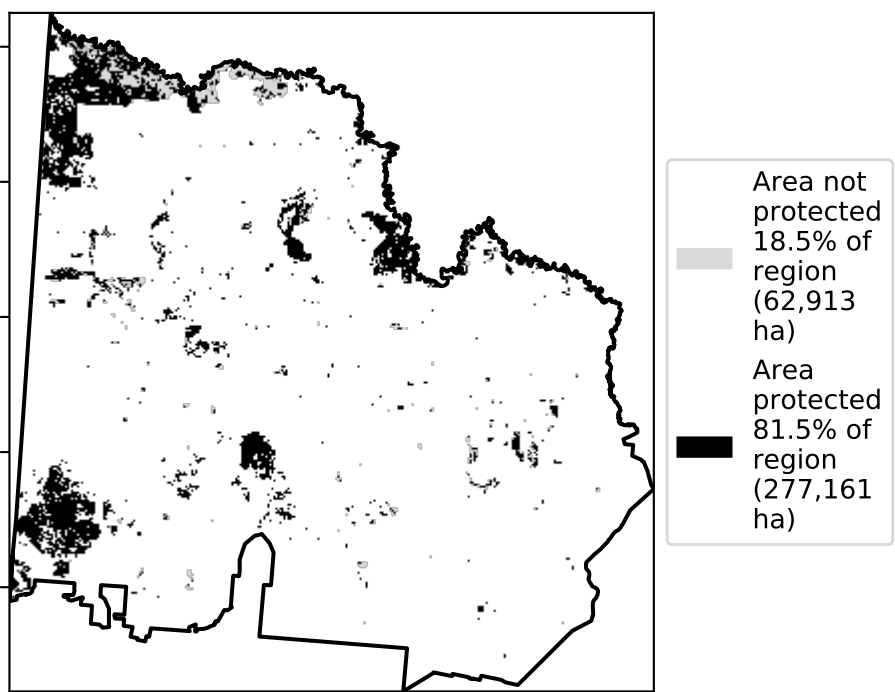 Area not
protected
18.5% of
region
(62,913
ha)
Area
protected
81.5% of
region
(277,161
ha)